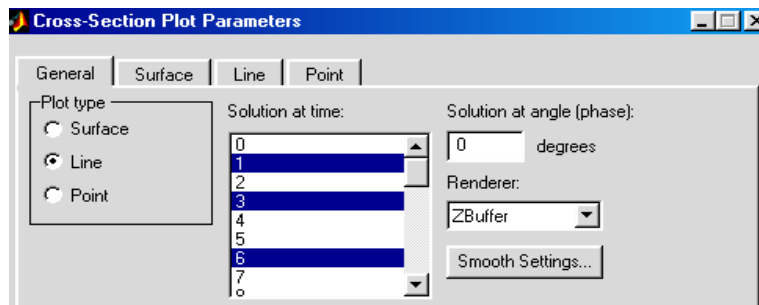 Cross-Section Plot Parameters
General Surface Line Point
Plot type
Surface
Line
Point
Solution at time:
0
1
2
3
4
5
6
7
Solution at angle (phase):
0 degrees
Renderer:
ZBuffer
Smooth Settings...